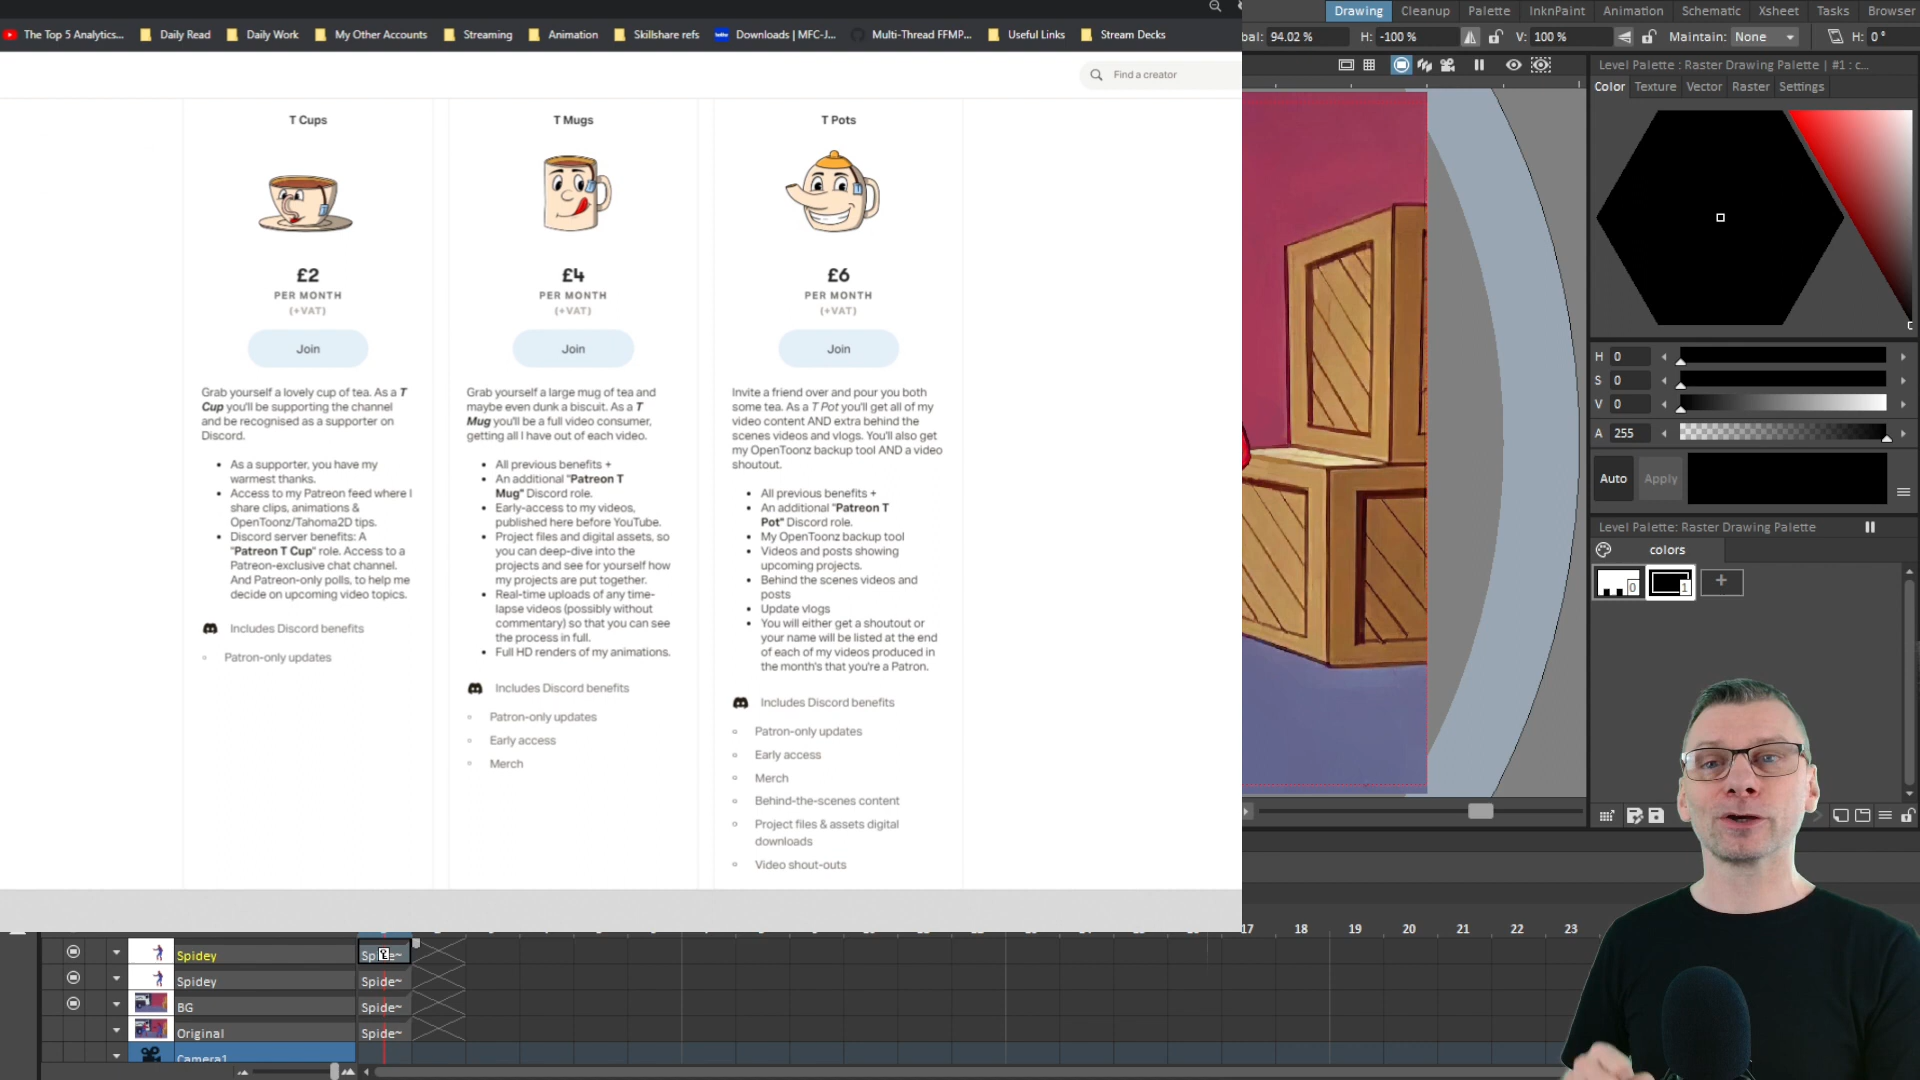 The Top 5 Analytics...
Daily Read
Daily Work
My Other Accounts
Streaming
Animation
Skillshare refs
Downloads | MFC-J...
Multi-Thread FFMP...
Useful Links
Stream Decks
Find a creator
T Cups
£2
PER MONTH
(+VAT)
Join
Grab yourself a lovely cup of tea. As a T
Cup you'll be supporting the channel
and be recognised as a supporter on
Discord.
As a supporter, you have my
warmest thanks.
Access to my Patreon feed where I
share clips, animations &
OpenToonz/Tahoma2D tips.
Discord server benefits: A
"Patreon T Cup" role. Access to a
Patreon-exclusive chat channel.
And Patreon-only polls, to help me
decide on upcoming video topics.
Includes Discord benefits
Patron-only updates
T Mugs
£4
PER MONTH
(+VAT)
Join
Grab yourself a large mug of tea and
maybe even dunk a biscuit. As a T
Mug you'll be a full video consumer,
getting all I have out of each video.
All previous benefits +
An additional "Patreon T
Mug" Discord role.
Early-access to my videos,
published here before YouTube.
Project files and digital assets, so
you can deep-dive into the
projects and see for yourself how
my projects are put together.
Real-time uploads of any time-
lapse videos (possibly without
commentary) so that you can see
the process in full.
Full HD renders of my animations.
Includes Discord benefits
Patron-only updates
Early access
Merch
T Pots
£6
PER MONTH
(+VAT)
Join
Invite a friend over and pour you both
some tea. As a T Pot you'll get all of my
video content AND extra behind the
scenes videos and vlogs. You'll also get
my OpenToonz backup tool AND a video
shoutout.
All previous benefits +
An additional "Patreon T
Pot" Discord role.
My OpenToonz backup tool
Videos and posts showing
upcoming projects.
Behind the scenes videos and
posts
Update vlogs
You will either get a shoutout or
your name will be listed at the end
of each of my videos produced in
the month's that you're a Patron.
Includes Discord benefits
Patron-only updates
Early access
Merch
Behind-the-scenes content
Project files & assets digital
downloads
Video shout-outs
Drawing Cleanup Palette InknPaint Animation Schematic Xsheet Tasks Browser
bal: 94.02 % H: -100 % V: 100 % Maintain: None H: 0°
Level Palette : Raster Drawing Palette | #1 : c...
Color Texture Vector Raster Settings
H 0
S 0
V 0
A 255
Auto Apply
Level Palette: Raster Drawing Palette
colors
0 1 +
17 18 19 20 21 22 23
Spidey
Spidey Spide~
BG Spide~
Original Spide~
Camera1